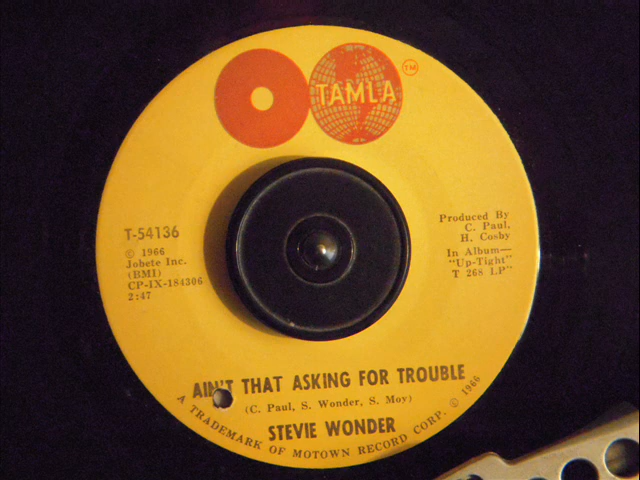 TAMLA
TM
T-54136
© 1966
Jobete Inc.
(BMI)
CP-IX-184306
2:47
Produced By
C. Paul,
H. Cosby
In Album—
"Up-Tight"
T 268 LP"
AIN'T THAT ASKING FOR TROUBLE
(C. Paul, S. Wonder, S. Moy)
STEVIE WONDER
A TRADEMARK OF MOTOWN RECORD CORP. © 1966